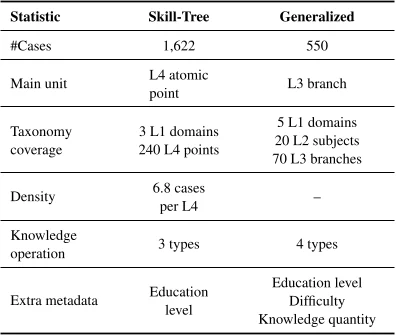 Statistic Skill-Tree Generalized
#Cases 1,622 550
Main unit L4 atomic point L3 branch
Taxonomy coverage 3 L1 domains 240 L4 points 5 L1 domains 20 L2 subjects 70 L3 branches
Density 6.8 cases per L4 –
Knowledge operation 3 types 4 types
Extra metadata Education level Education level Difficulty Knowledge quantity